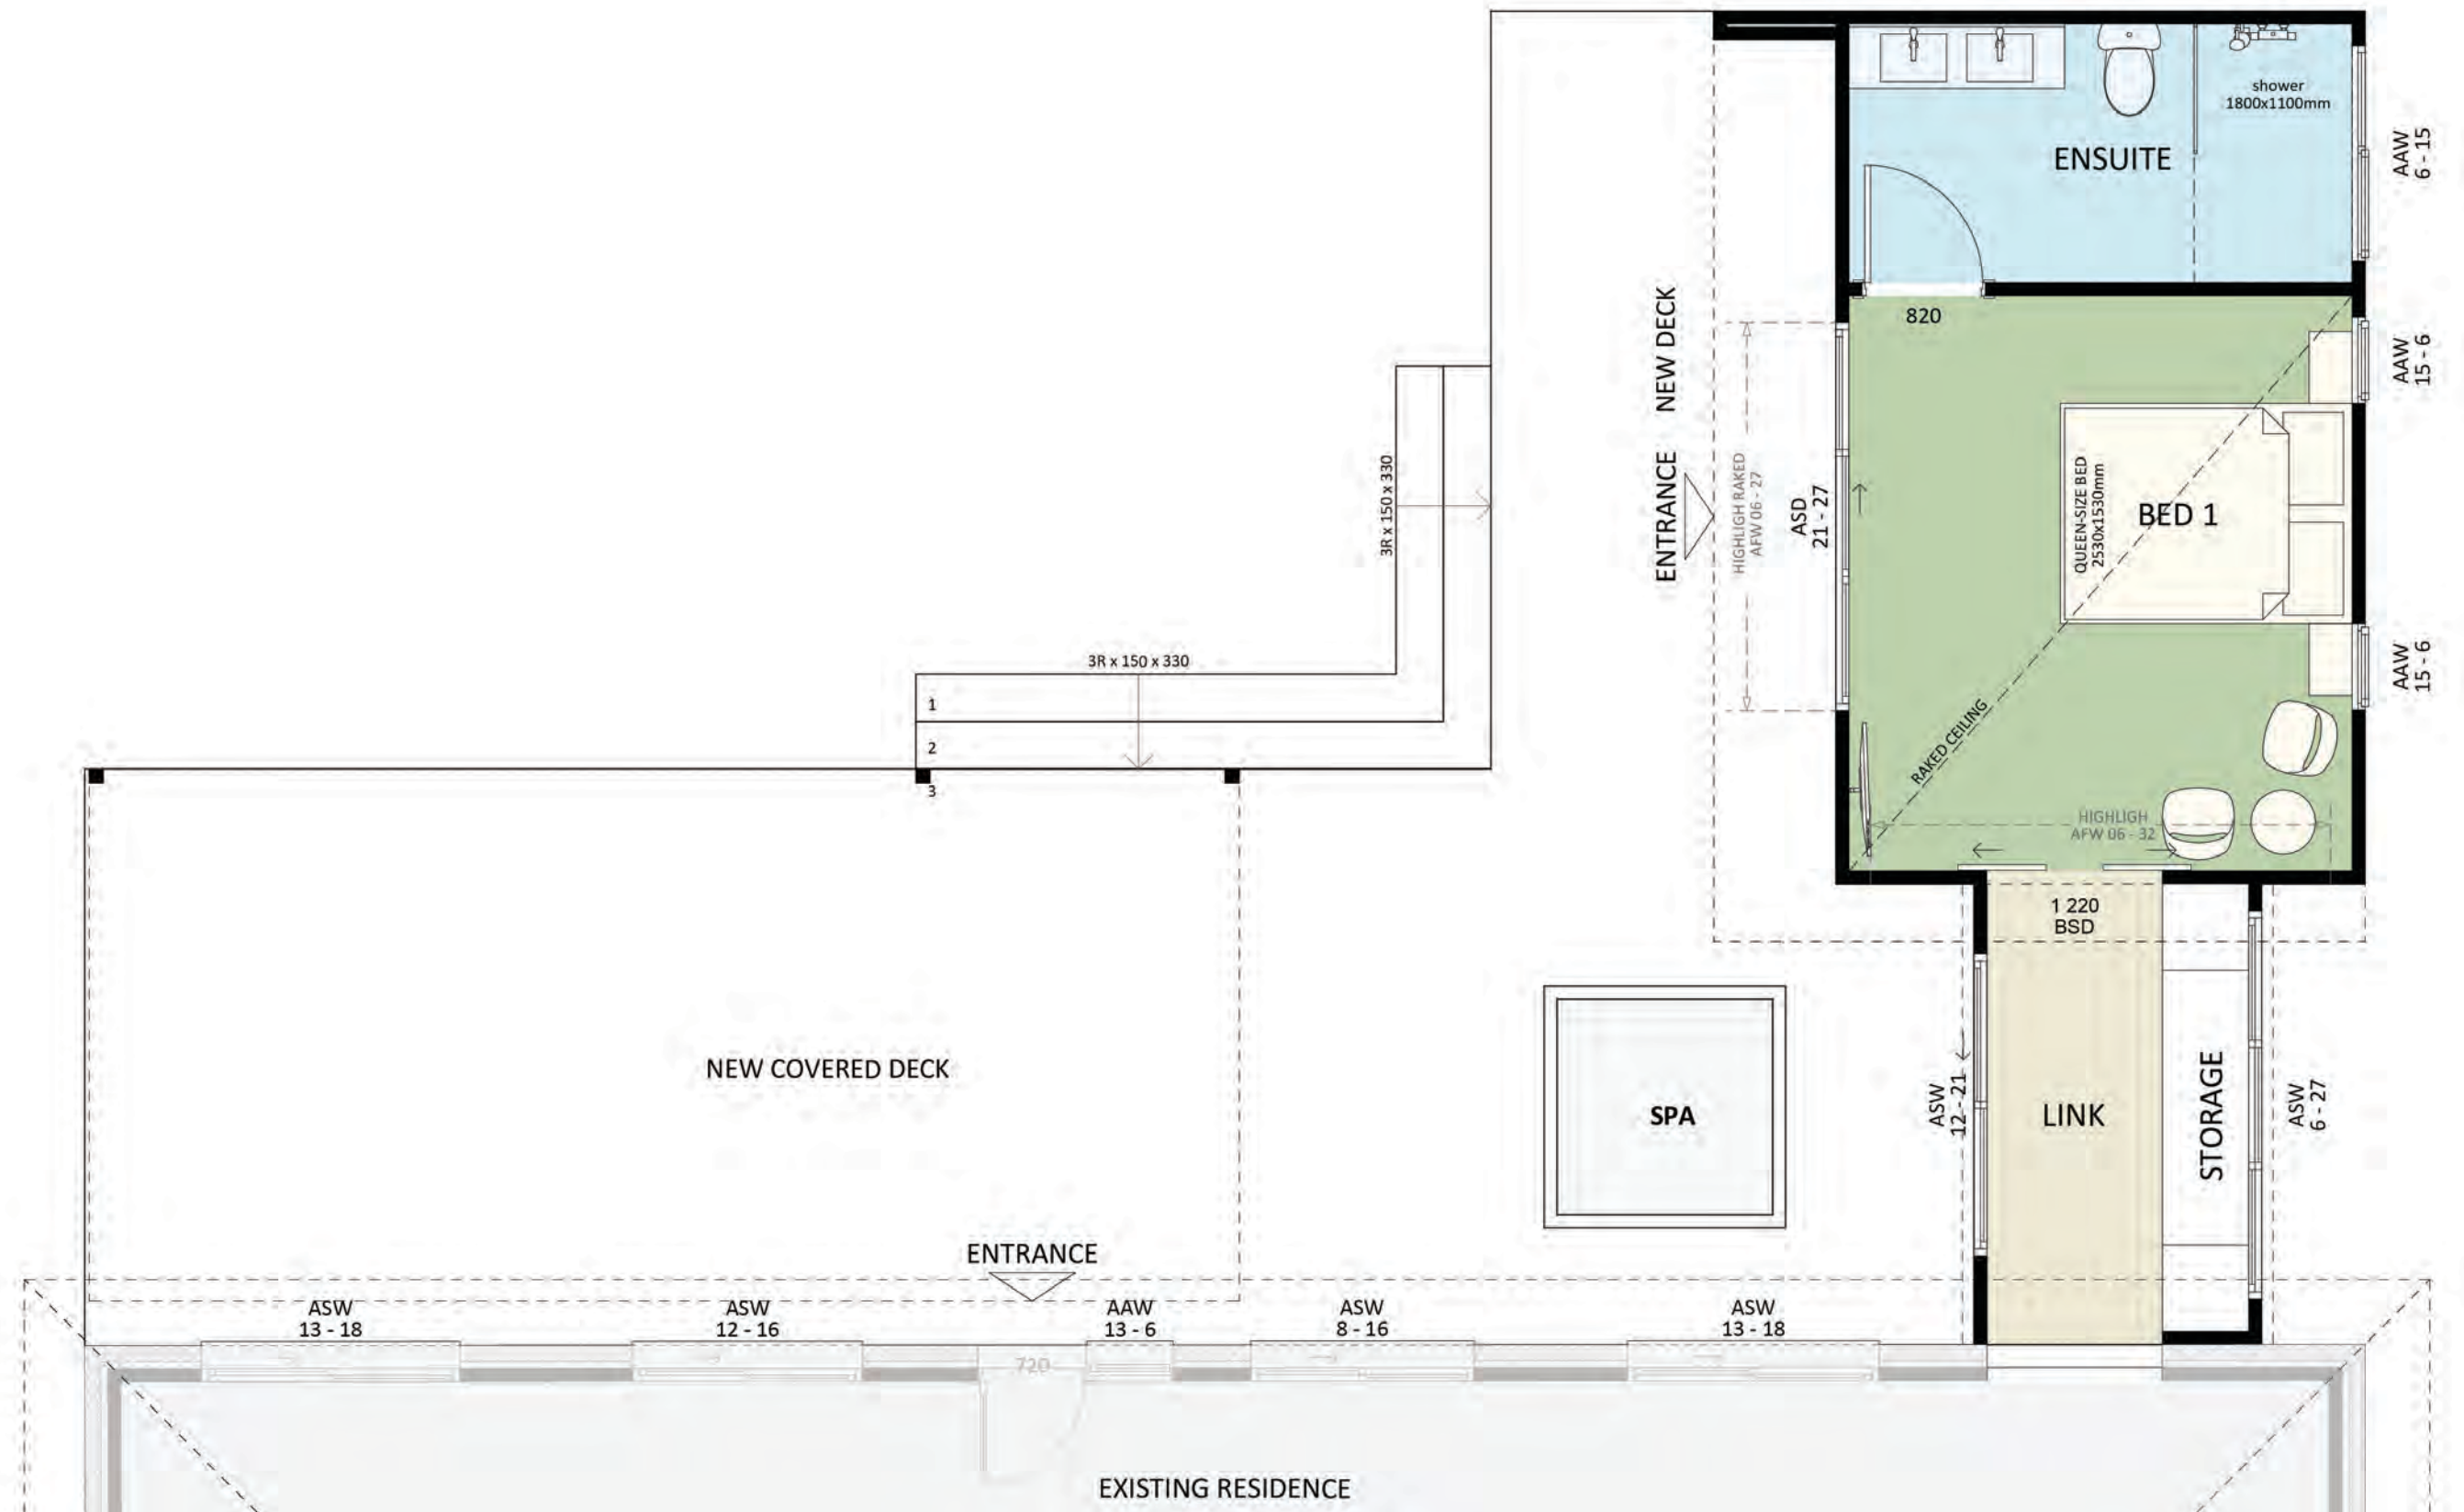 shower
1800x1100mm
ENSUITE
AAW
6 - 15
820
NEW DECK
ENTRANCE
HIGHLIGH RAKED
AFW 06 - 27
ASD
21 - 27
AAW
15 - 6
QUEEN-SIZE BED
2530x1530mm
BED 1
3R x 150 x 330
3R x 150 x 330
1
2
3
AAW
15 - 6
RAKED CEILING
HIGHLIGH
AFW 06 - 32
1 220
BSD
NEW COVERED DECK
SPA
ASW
12 - 21
LINK
STORAGE
ASW
6 - 27
ENTRANCE
ASW
13 - 18
ASW
12 - 16
AAW
13 - 6
ASW
8 - 16
ASW
13 - 18
720
EXISTING RESIDENCE